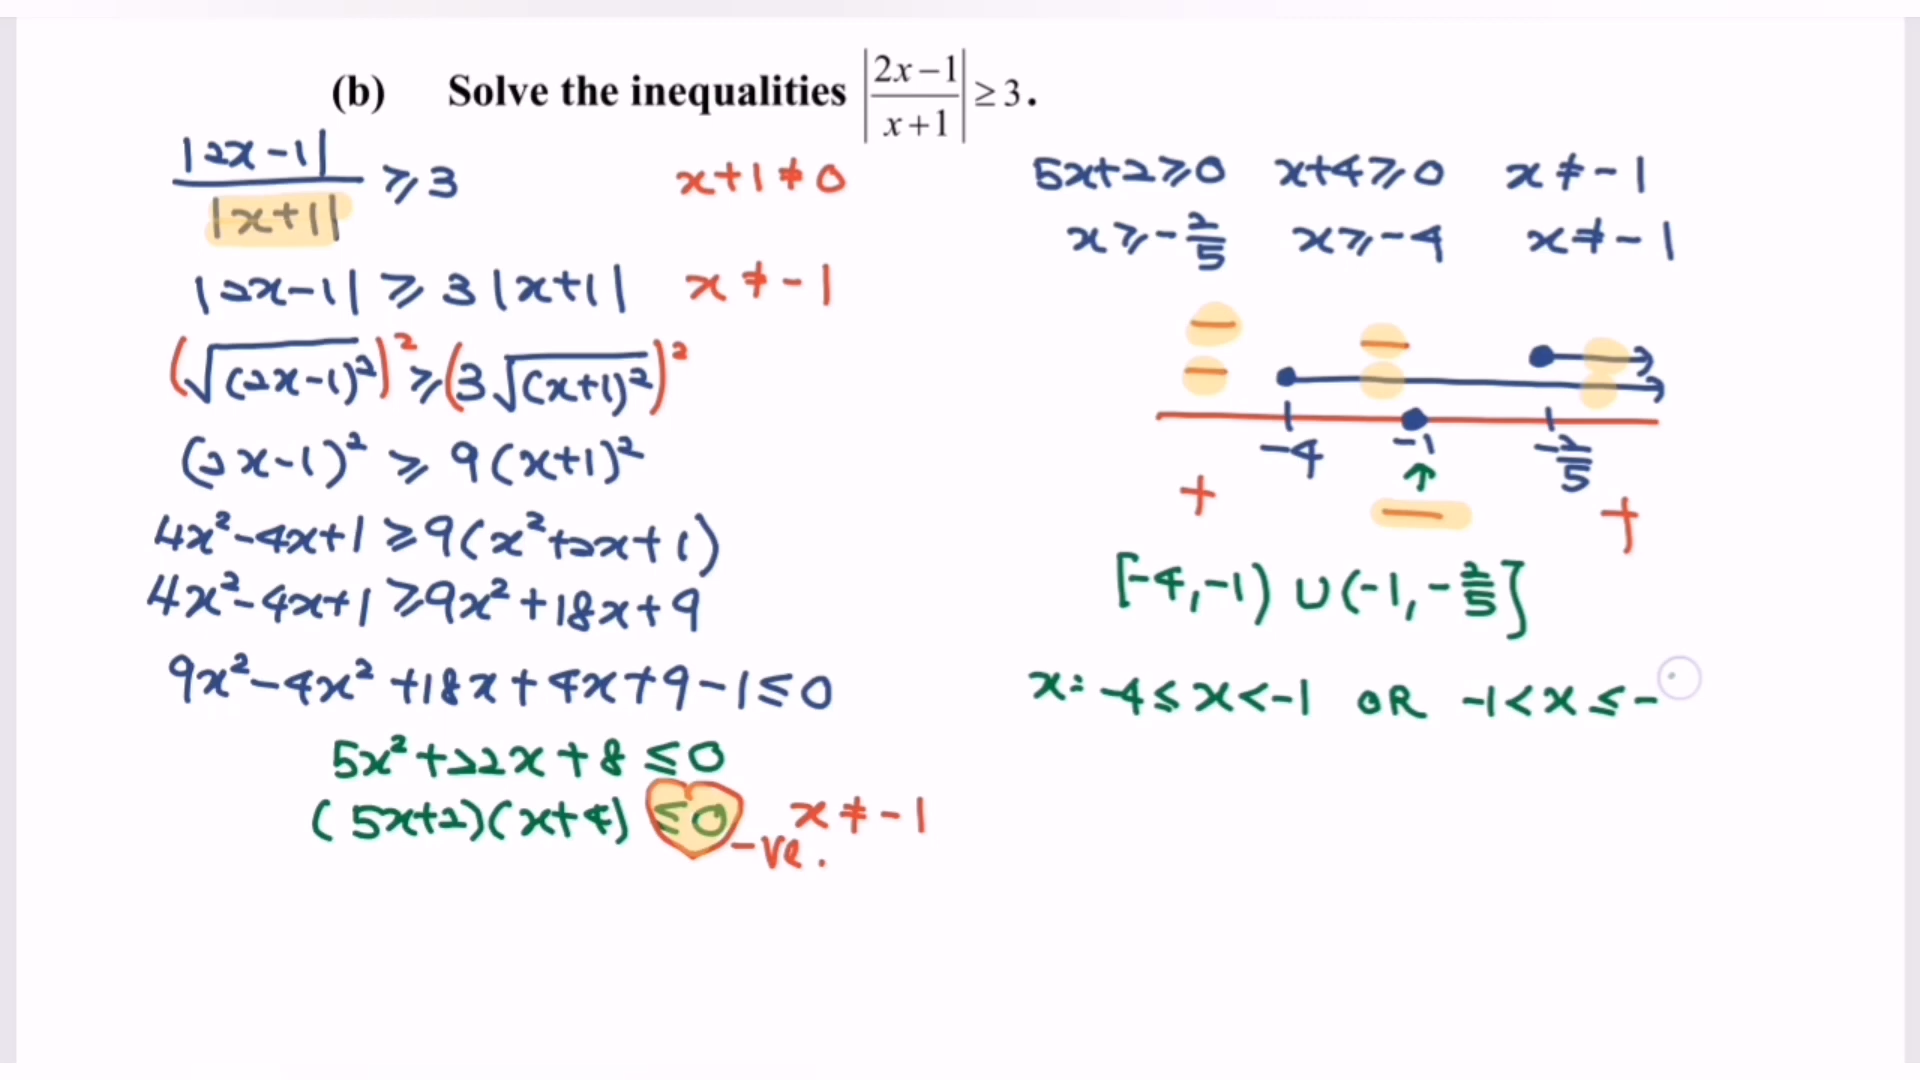 (b) Solve the inequalities |(2x-1)/(x+1)| ≥ 3.
|2x-1|/|x+1| ≥ 3
x+1≠0
|2x-1| ≥ 3|x+1|
x≠-1
(√(2x-1)²)² ≥ (3√(x+1)²)²
(2x-1)² ≥ 9(x+1)²
4x²-4x+1 ≥ 9(x²+2x+1)
4x²-4x+1 ≥ 9x²+18x+9
9x²-4x²+18x+4x+9-1 ≤ 0
5x²+22x+8 ≤ 0
(5x+2)(x+4) ≤ 0
x≠-1
-ve.
5x+2≥0 x+4≥0 x≠-1
x≥-2/5 x≥-4 x≠-1
− −
− +
-4 -1 -2/5
+ − +
[-4,-1) ∪ (-1,-2/5]
x: -4 ≤ x < -1 OR -1 < x ≤ -